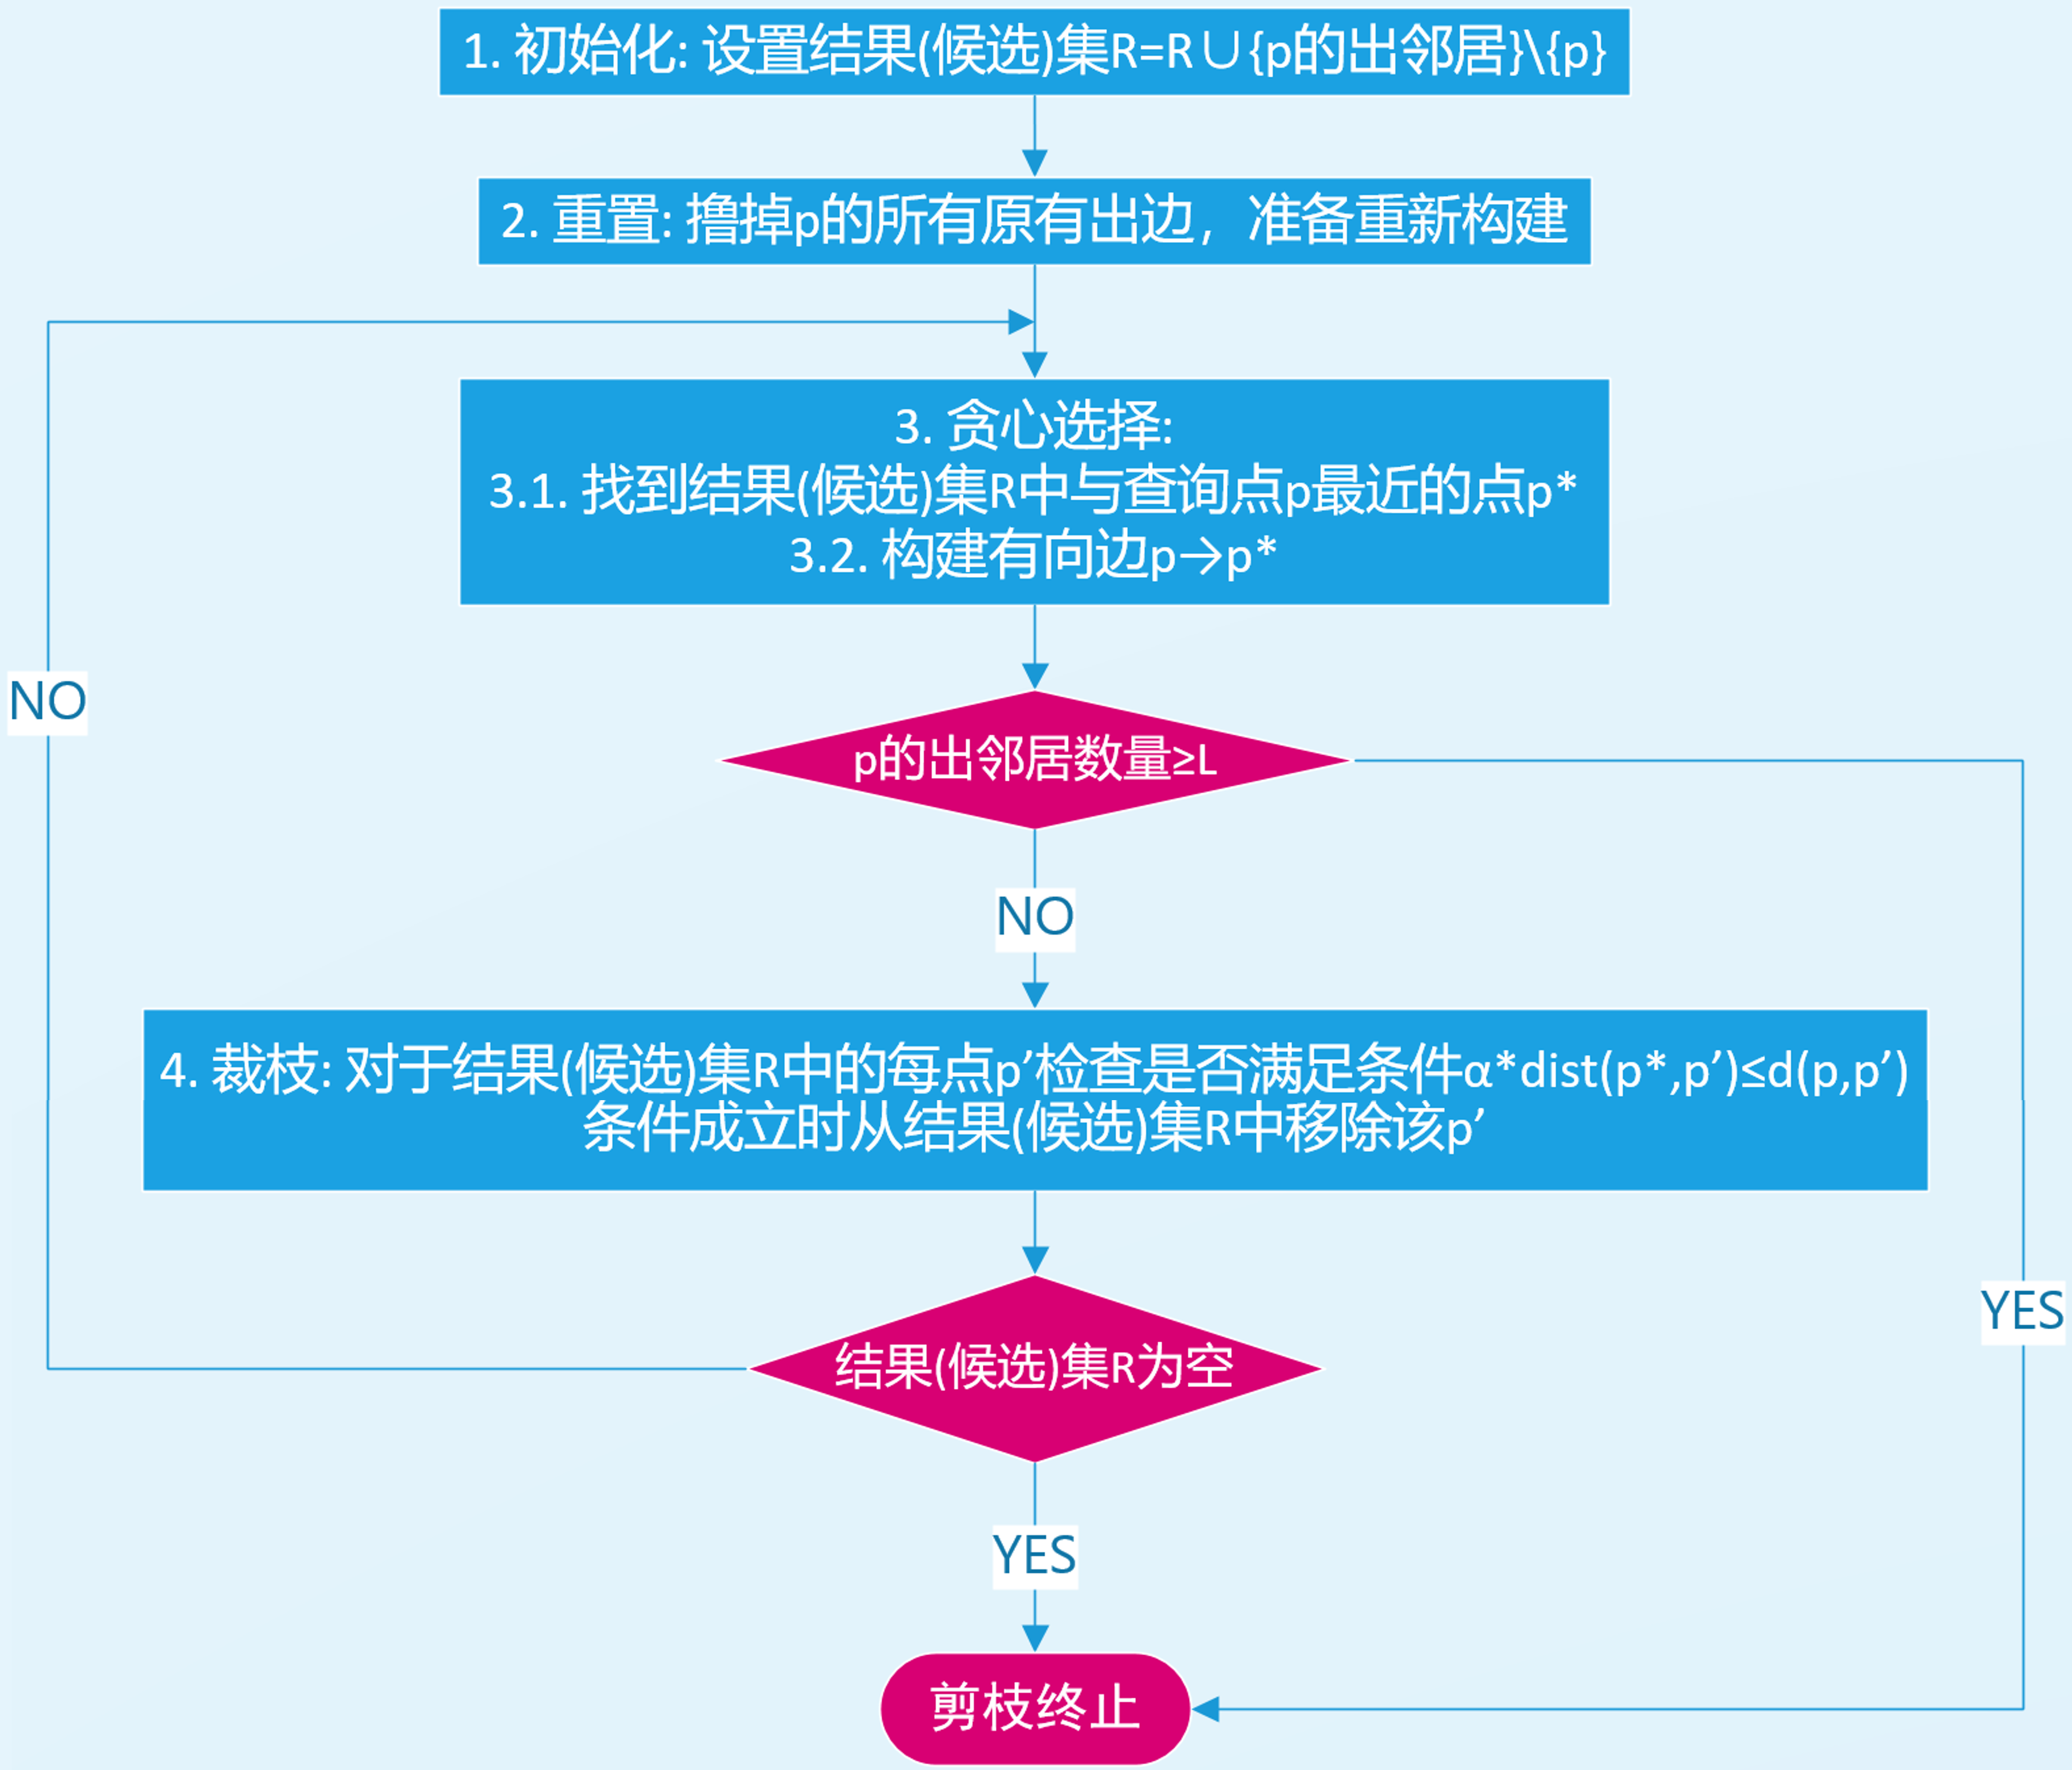 1. 初始化: 设置结果(候选)集R=R∪{p的出邻居}\{p}
2. 重置: 撸掉p的所有原有出边，准备重新构建
3. 贪心选择:
3.1. 找到结果(候选)集R中与查询点p最近的点p*
3.2. 构建有向边p→p*
NO
p的出邻居数量≥L
NO
4. 裁枝: 对于结果(候选)集R中的每点p’检查是否满足条件α*dist(p*,p’)≤d(p,p’)
条件成立时从结果(候选)集R中移除该p’
YES
结果(候选)集R为空
YES
剪枝终止